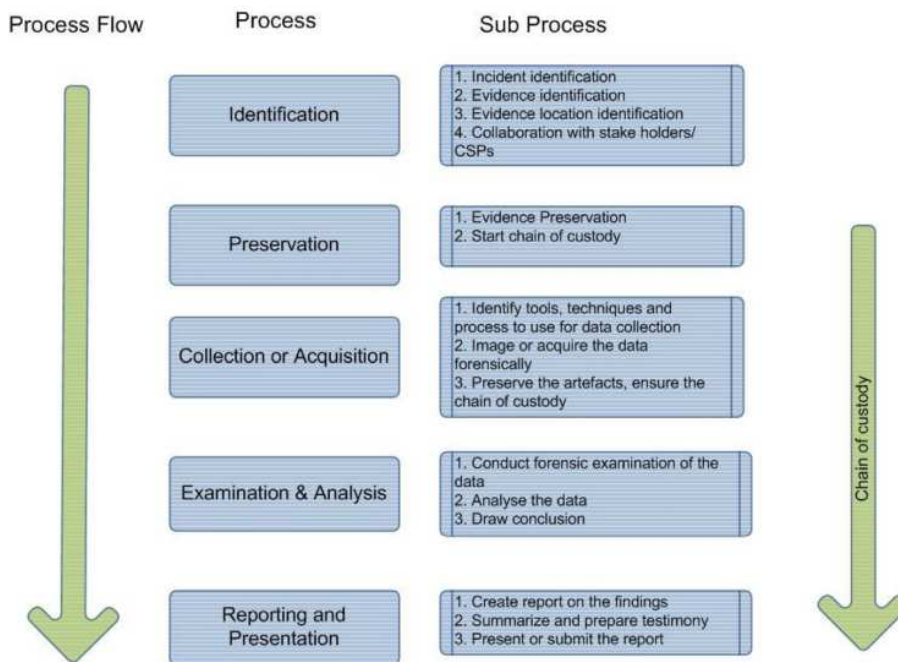 Process Flow
Process
Sub Process
Identification
1. Incident identification
2. Evidence identification
3. Evidence location identification
4. Collaboration with stake holders/
CSPs
Preservation
1. Evidence Preservation
2. Start chain of custody
Collection or Acquisition
1. Identify tools, techniques and
process to use for data collection
2. Image or acquire the data
forensically
3. Preserve the artefacts, ensure the
chain of custody
Examination & Analysis
1. Conduct forensic examination of the
data
2. Analyse the data
3. Draw conclusion
Reporting and
Presentation
1. Create report on the findings
2. Summarize and prepare testimony
3. Present or submit the report
Chain of custody